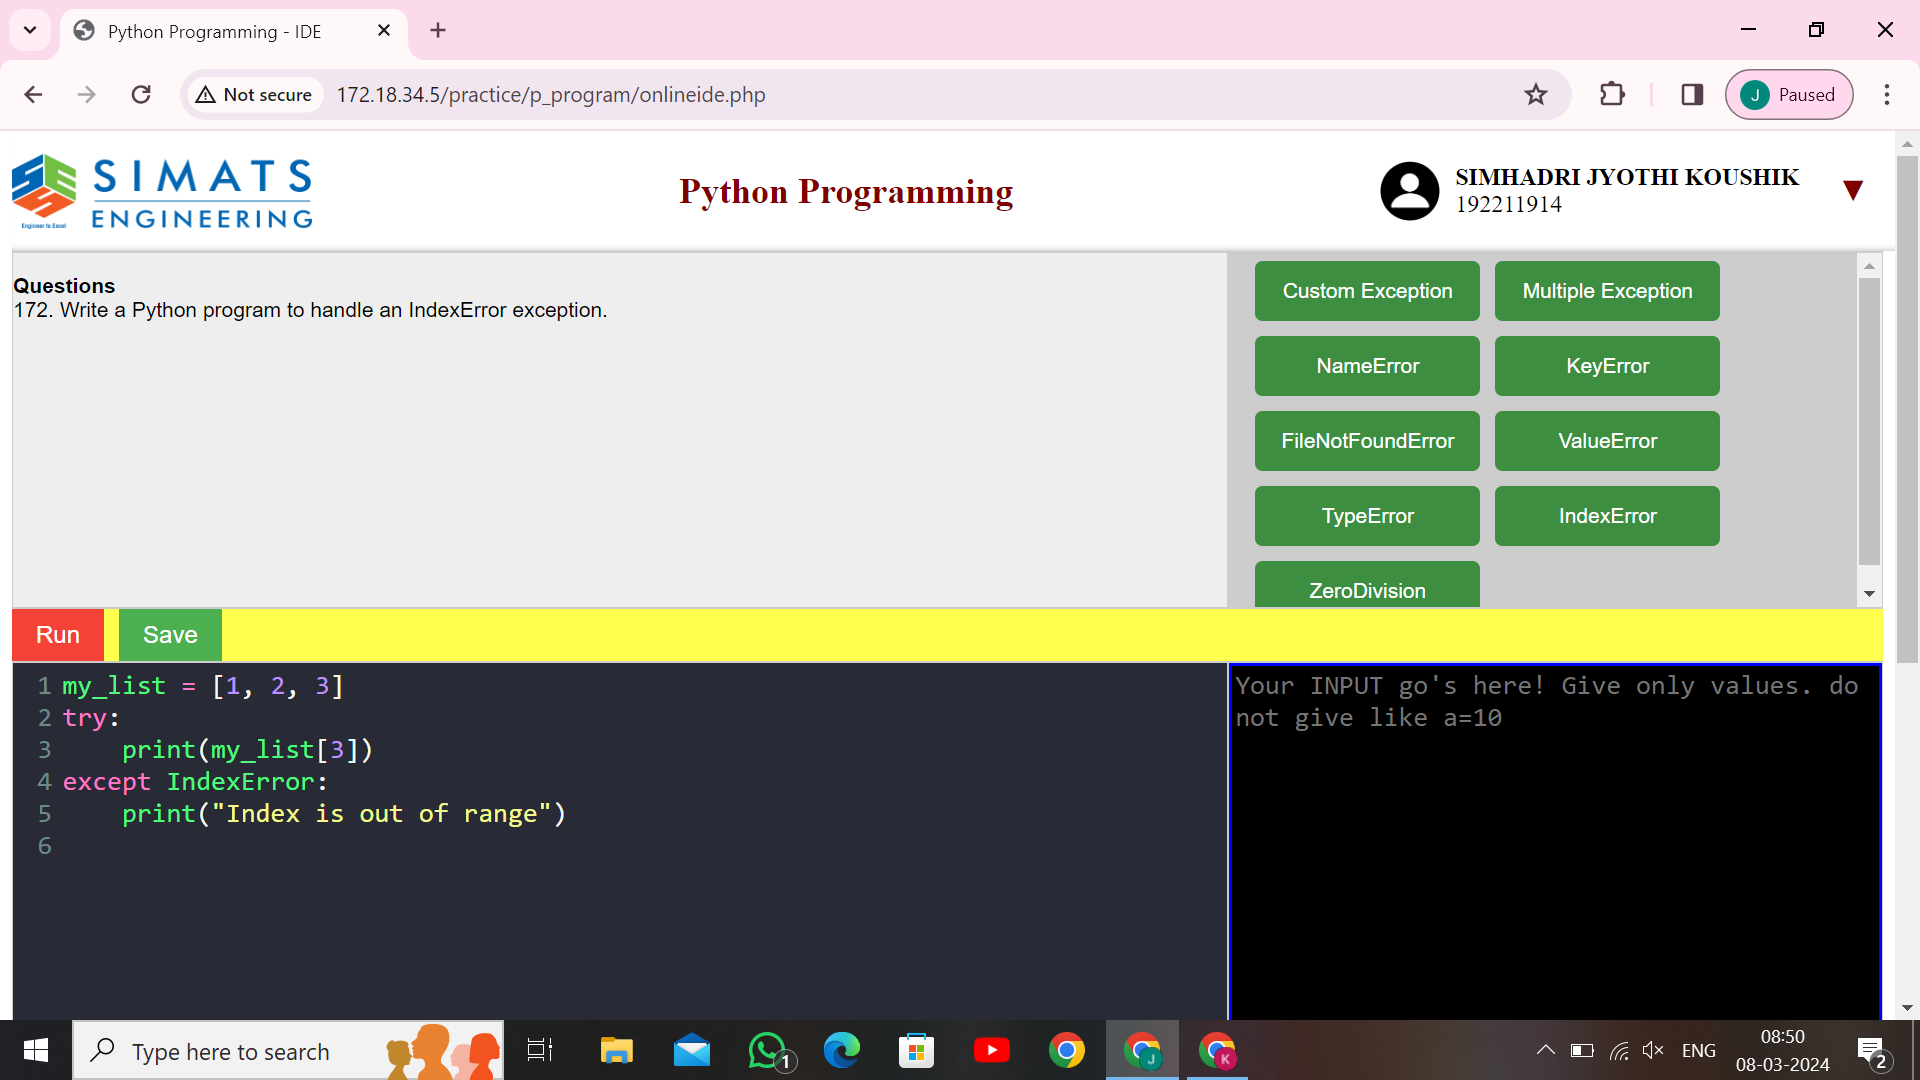 Python Programming - IDE
Not secure
172.18.34.5/practice/p_program/onlineide.php
J
Paused
SIMATS
ENGINEERING
Engineer to Excel
Python Programming
SIMHADRI JYOTHI KOUSHIK
192211914
Questions
172. Write a Python program to handle an IndexError exception.
Custom Exception
Multiple Exception
NameError
KeyError
FileNotFoundError
ValueError
TypeError
IndexError
ZeroDivision
Run
Save
1 my_list = [1, 2, 3]
2 try:
3     print(my_list[3])
4 except IndexError:
5     print("Index is out of range")
6
Your INPUT go's here! Give only values. do
not give like a=10
Type here to search
1
J
K
ENG
08:50
08-03-2024
2